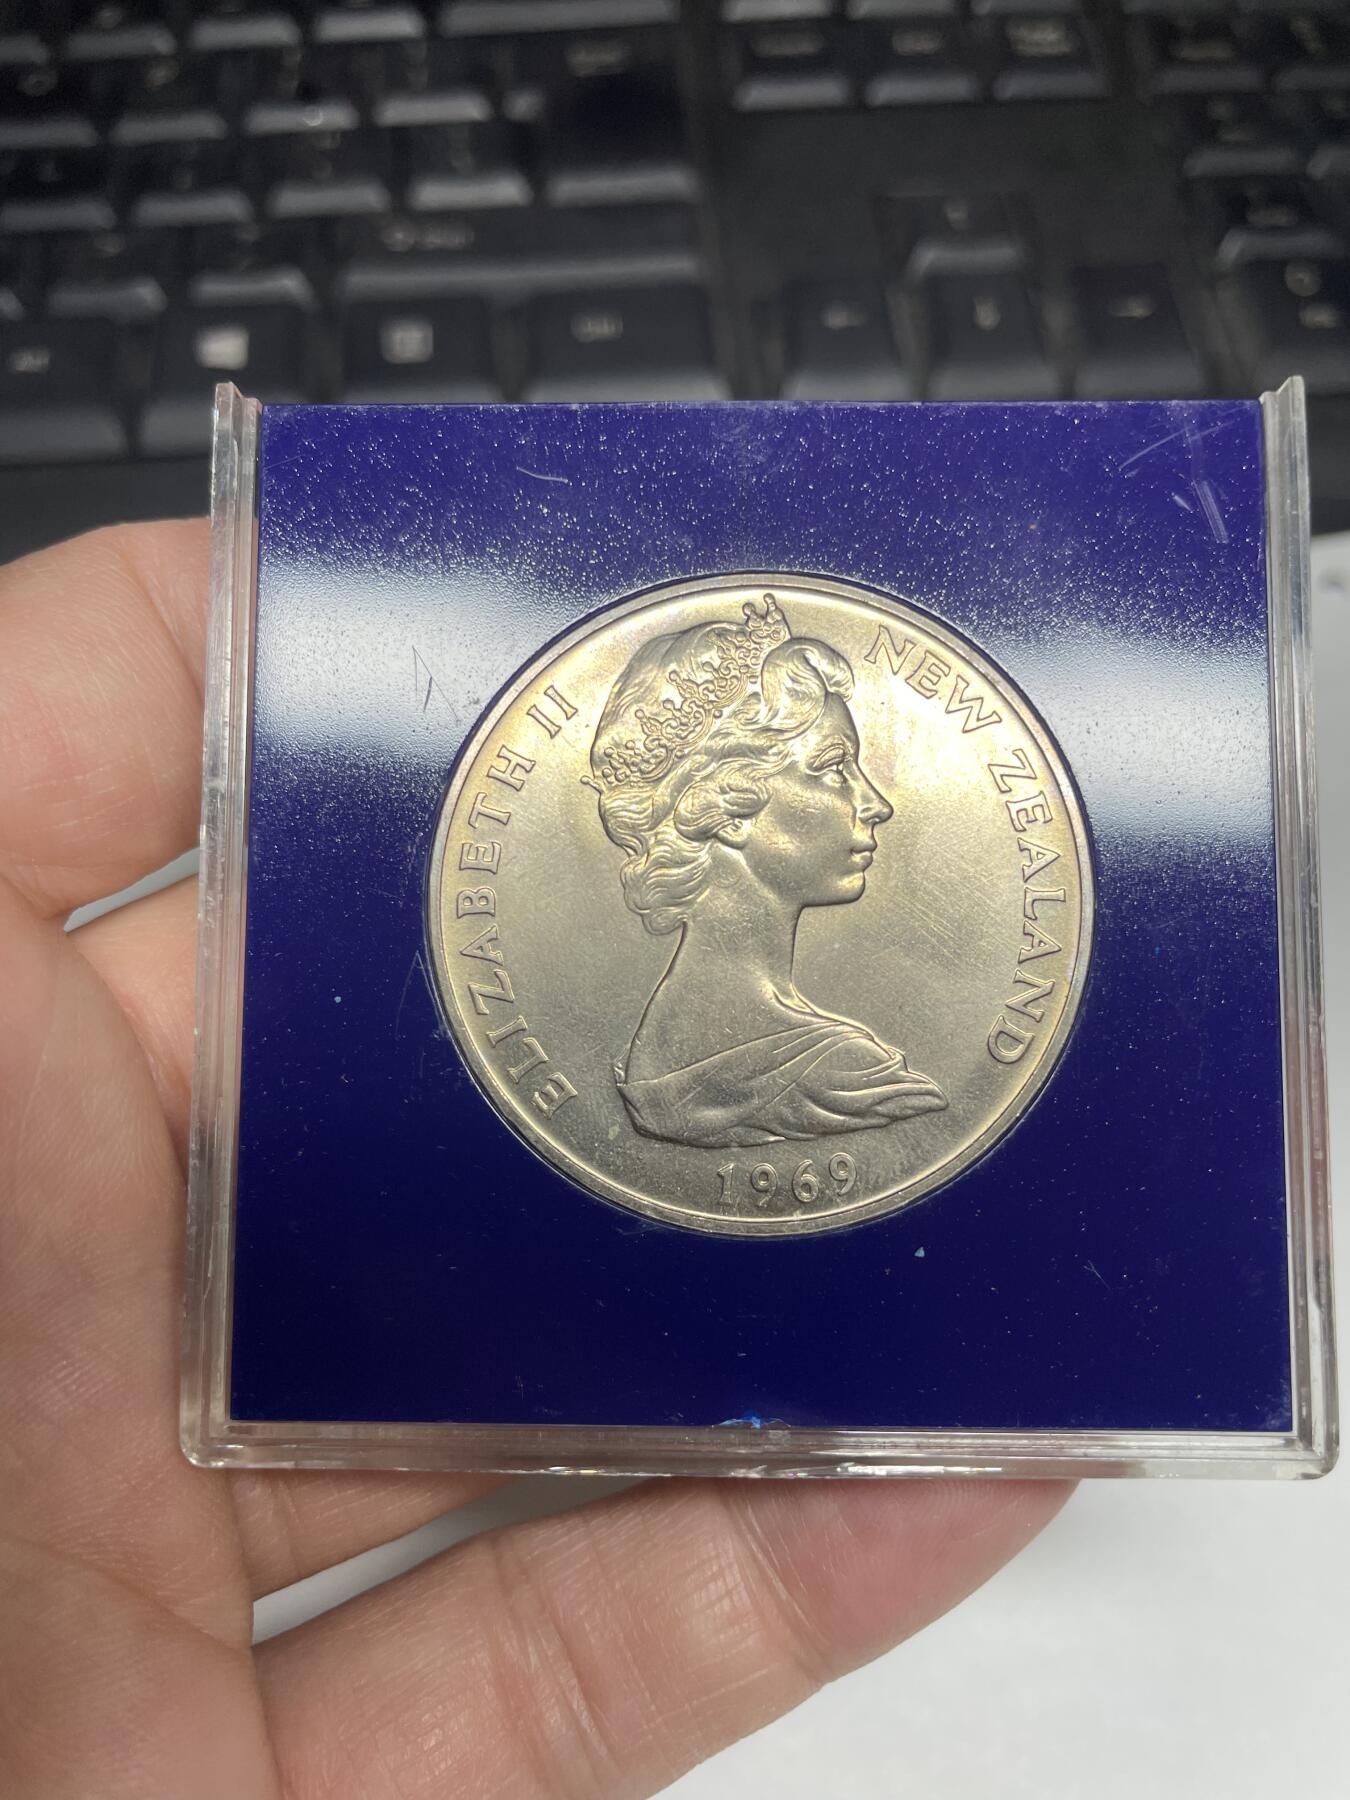 ELIZABETH II
NEW ZEALAND
1969